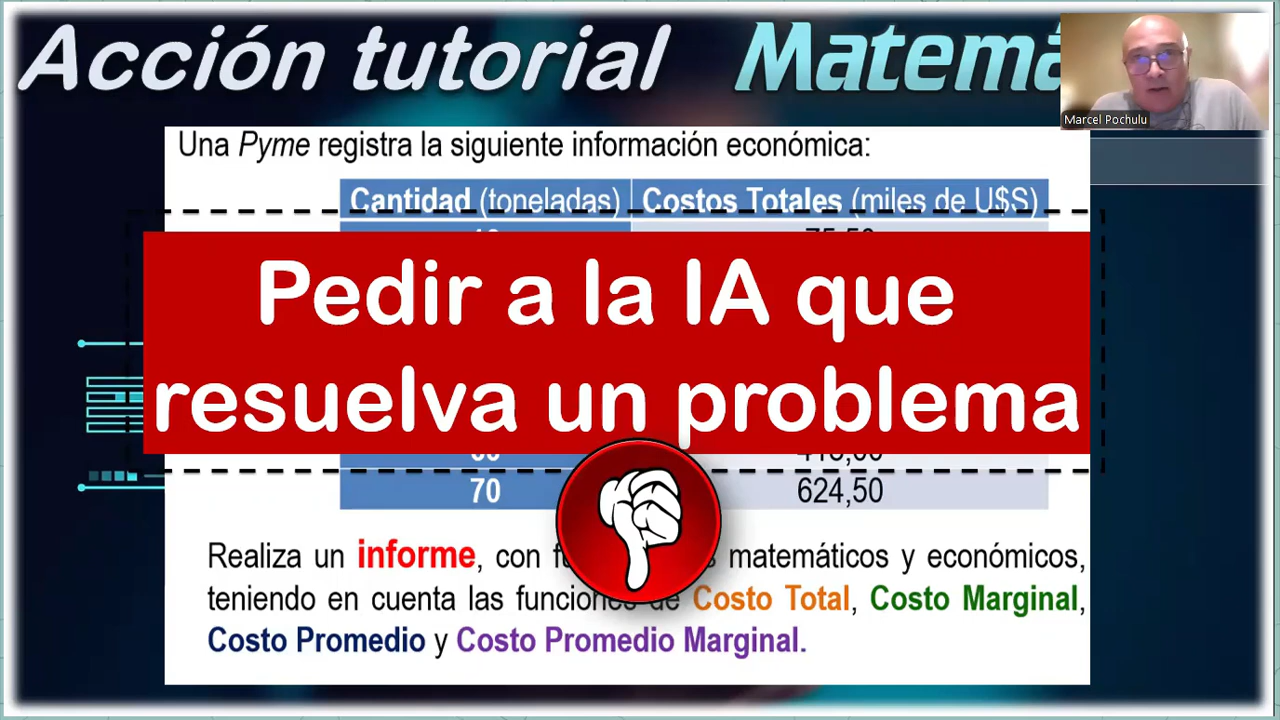 Acción tutorial Matemá
Marcel Pochulu
Una Pyme registra la siguiente información económica:
Cantidad (toneladas) Costos Totales (miles de U$S)
Pedir a la IA que
resuelva un problema
70 624,50
Realiza un informe, con matemáticos y económicos,
teniendo en cuenta las funciones de Costo Total, Costo Marginal,
Costo Promedio y Costo Promedio Marginal.